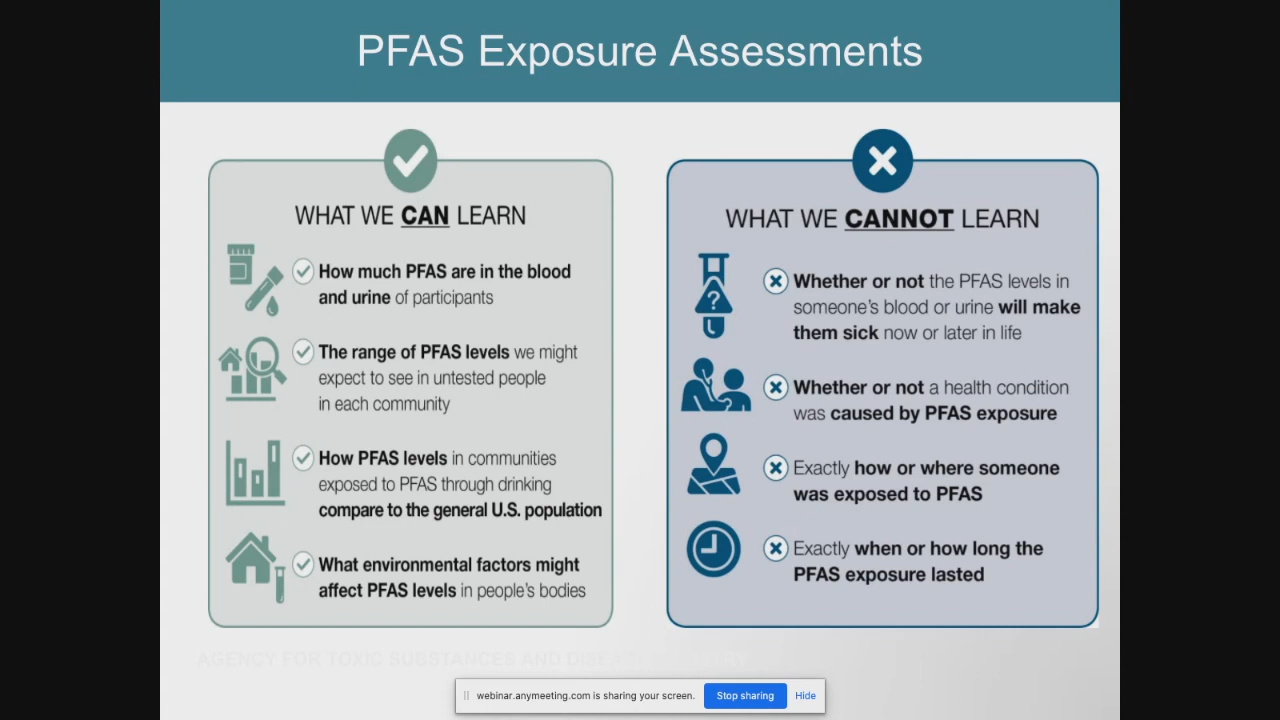 PFAS Exposure Assessments
WHAT WE CAN LEARN
How much PFAS are in the blood
and urine of participants
The range of PFAS levels we might
expect to see in untested people
in each community
How PFAS levels in communities
exposed to PFAS through drinking
compare to the general U.S. population
What environmental factors might
affect PFAS levels in people's bodies
WHAT WE CANNOT LEARN
?
Whether or not the PFAS levels in
someone's blood or urine will make
them sick now or later in life
Whether or not a health condition
was caused by PFAS exposure
Exactly how or where someone
was exposed to PFAS
Exactly when or how long the
PFAS exposure lasted
AGENCY FOR TOXIC SUBSTANCES AND
webinar.anymeeting.com is sharing your screen.
Stop sharing
Hide